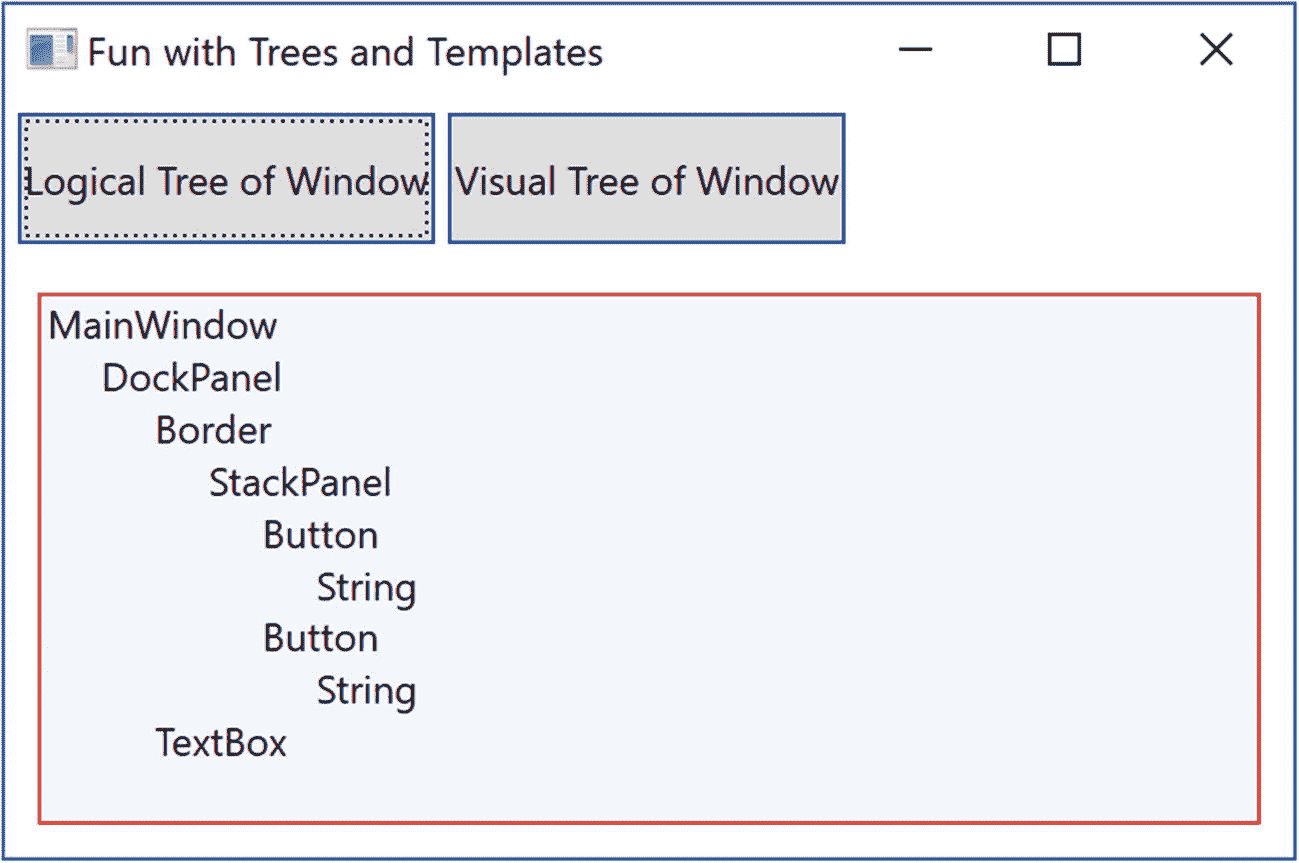 Fun with Trees and Templates
Logical Tree of Window Visual Tree of Window
MainWindow
DockPanel
Border
StackPanel
Button
String
Button
String
TextBox